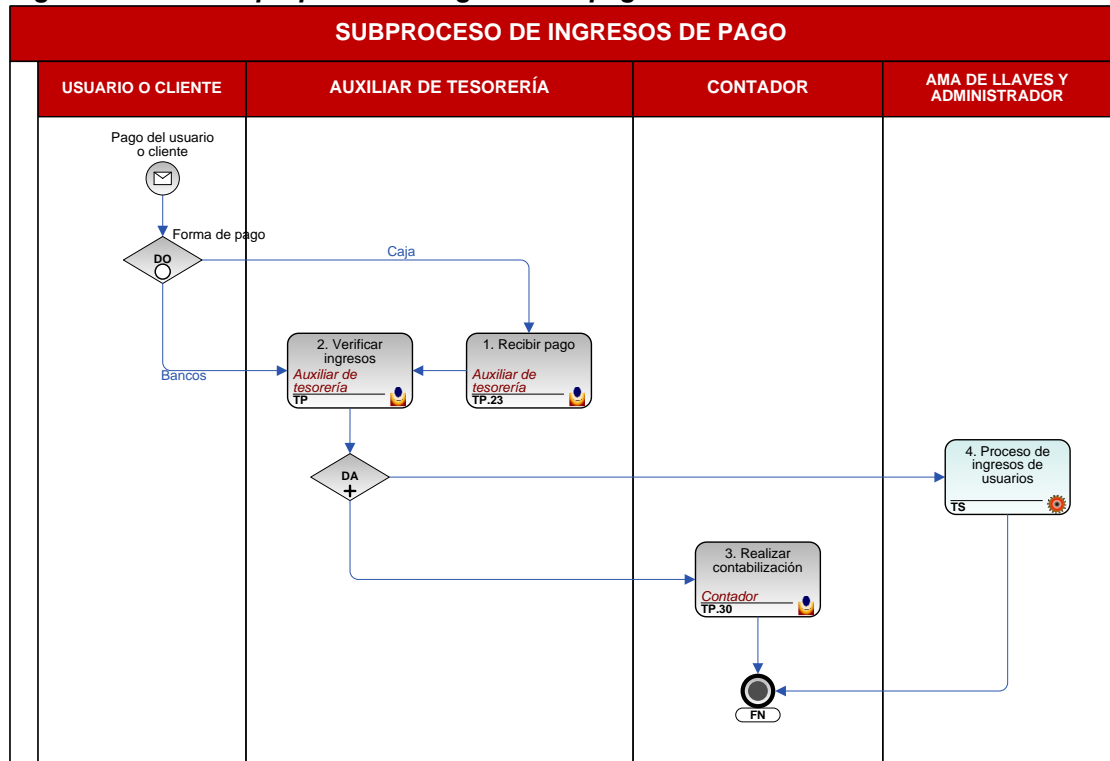 SUBPROCESO DE INGRESOS DE PAGO
USUARIO O CLIENTE
AUXILIAR DE TESORERÍA
CONTADOR
AMA DE LLAVES Y
ADMINISTRADOR
Pago del usuario
o cliente
Forma de pago
DO
Caja
Bancos
2. Verificar
ingresos
Auxiliar de
tesorería
TP
1. Recibir pago
Auxiliar de
tesorería
TP.23
DA
4. Proceso de
ingresos de
usuarios
TS
3. Realizar
contabilización
Contador
TP.30
FN